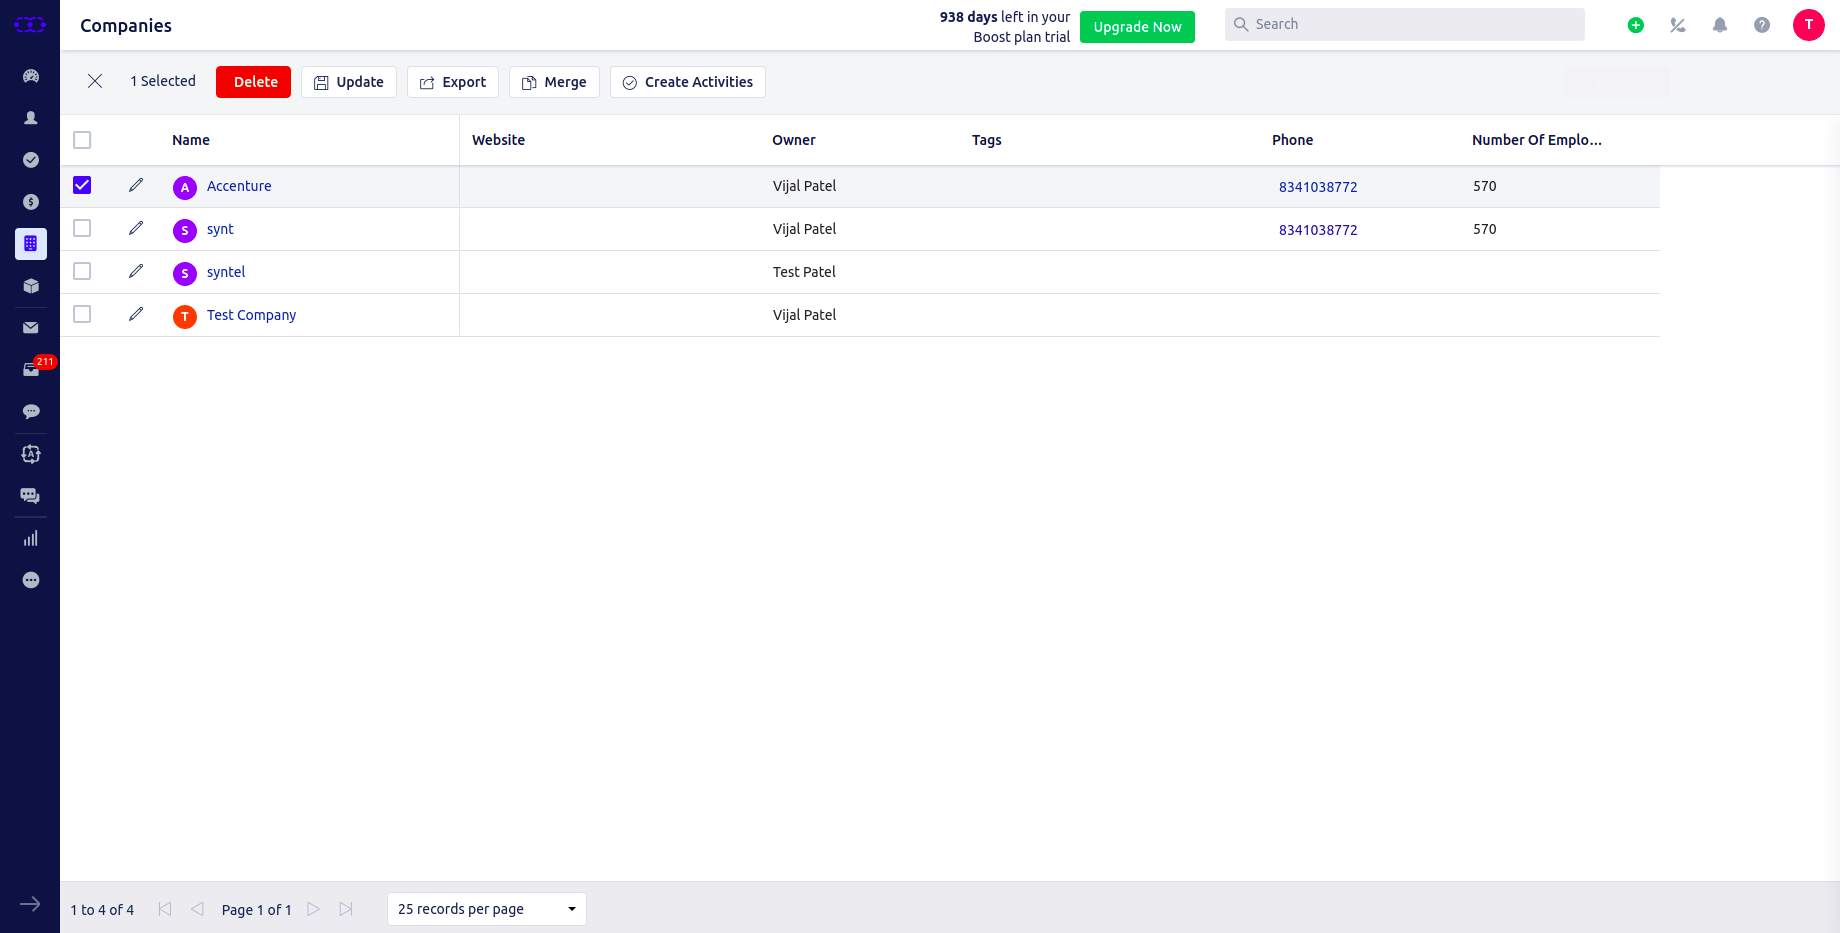 Companies
938 days left in your
Boost plan trial
Upgrade Now
Search
T
1 Selected
Delete
Update
Export
Merge
Create Activities
Name Website Owner Tags Phone Number Of Emplo...
A Accenture Vijal Patel 8341038772 570
S synt Vijal Patel 8341038772 570
S syntel Test Patel
T Test Company Vijal Patel
211
1 to 4 of 4
Page 1 of 1
25 records per page